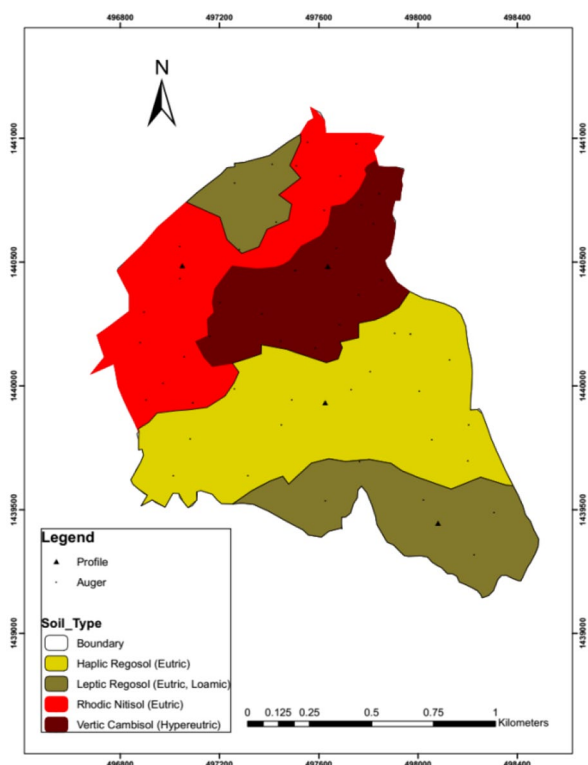 496800 497200 497600 498000 498400
N
1441000 1441000
1440500 1440500
1440000 1440000
1439500 1439500
1439000 1439000
Legend
Profile
Auger
Soil_Type
Boundary
Haplic Regosol (Eutric)
Leptic Regosol (Eutric, Loamic)
Rhodic Nitisol (Eutric)
Vertic Cambisol (Hypereutric)
0 0.125 0.25 0.5 0.75 1
Kilometers
496800 497200 497600 498000 498400